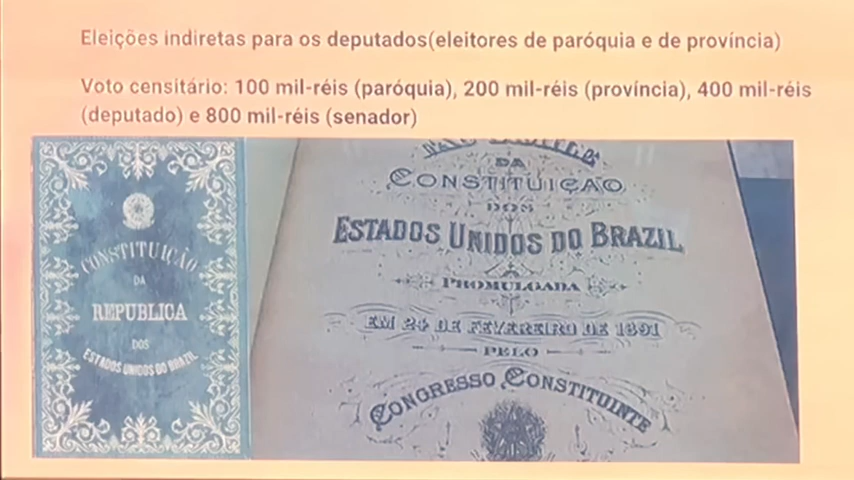 Eleições indiretas para os deputados(eleitores de paróquia e de província)
Voto censitário: 100 mil-réis (paróquia), 200 mil-réis (província), 400 mil-réis
(deputado) e 800 mil-réis (senador)
CONSTITUIÇÃO
DA
REPUBLICA
DOS
ESTADOS UNIDOS DO BRAZIL
DA
CONSTITUIÇÃO
DOS
ESTADOS UNIDOS DO BRAZIL
PROMULGADA
EM 24 DE FEVEREIRO DE 1891
PELO
CONGRESSO CONSTITUINTE